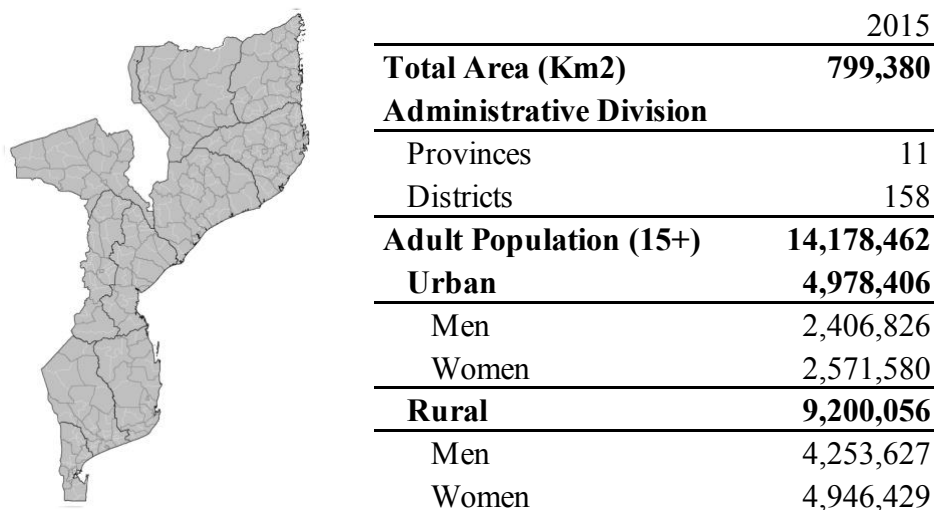 2015
Total Area (Km2) 799,380
Administrative Division
Provinces 11
Districts 158
Adult Population (15+) 14,178,462
Urban 4,978,406
Men 2,406,826
Women 2,571,580
Rural 9,200,056
Men 4,253,627
Women 4,946,429